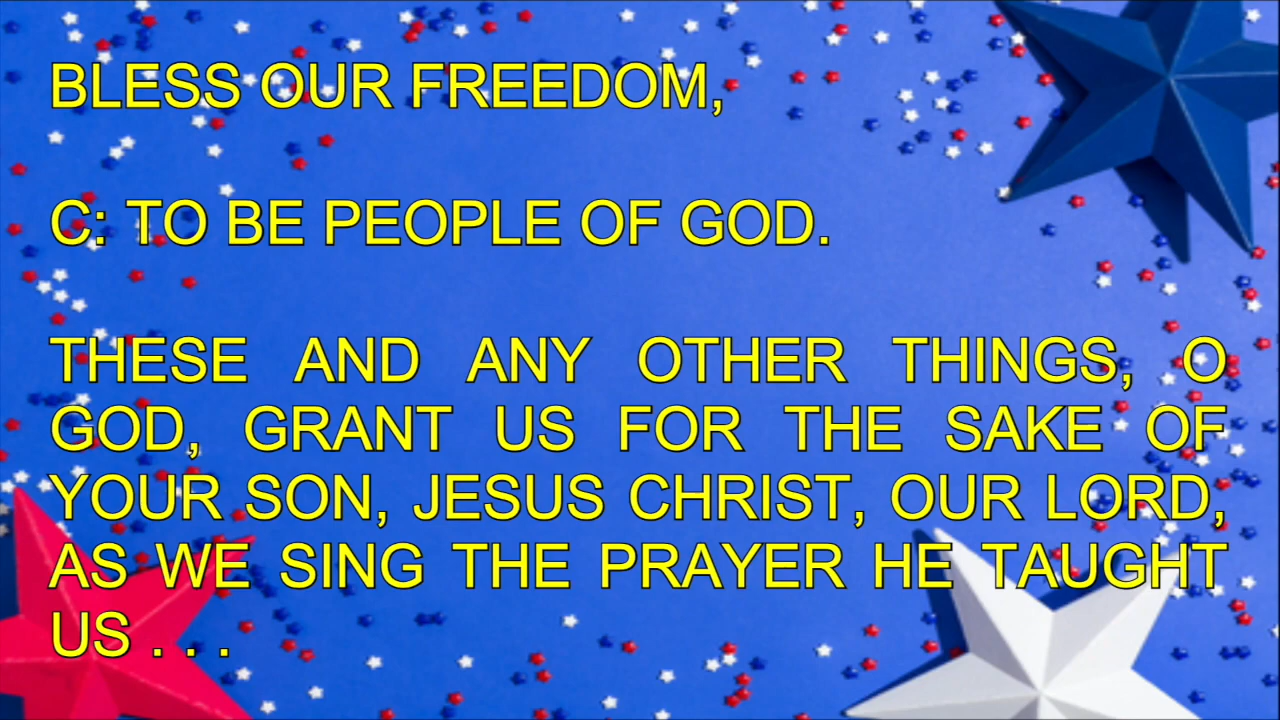 BLESS OUR FREEDOM,
C: TO BE PEOPLE OF GOD.
THESE AND ANY OTHER THINGS, O
GOD, GRANT US FOR THE SAKE OF
YOUR SON, JESUS CHRIST, OUR LORD,
AS WE SING THE PRAYER HE TAUGHT
US . . .